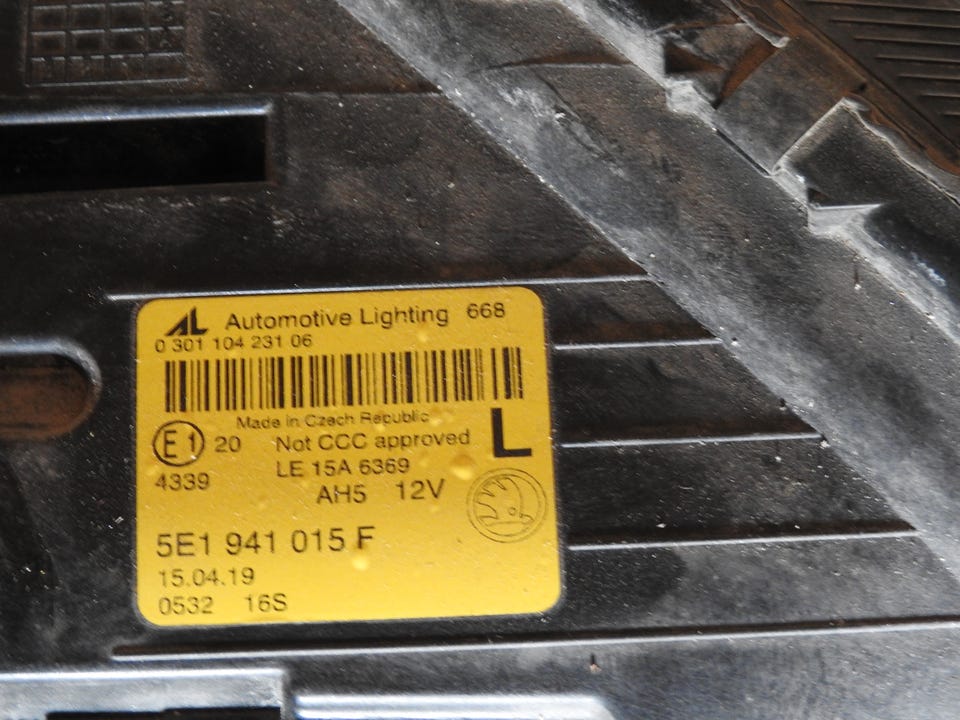 AL Automotive Lighting 668
0 301 104 231 06
Made in Czech Republic
E1 20 Not CCC approved L
4339 LE 15A 6369
AH5 12V
5E1 941 015 F
15.04.19
0532 16S